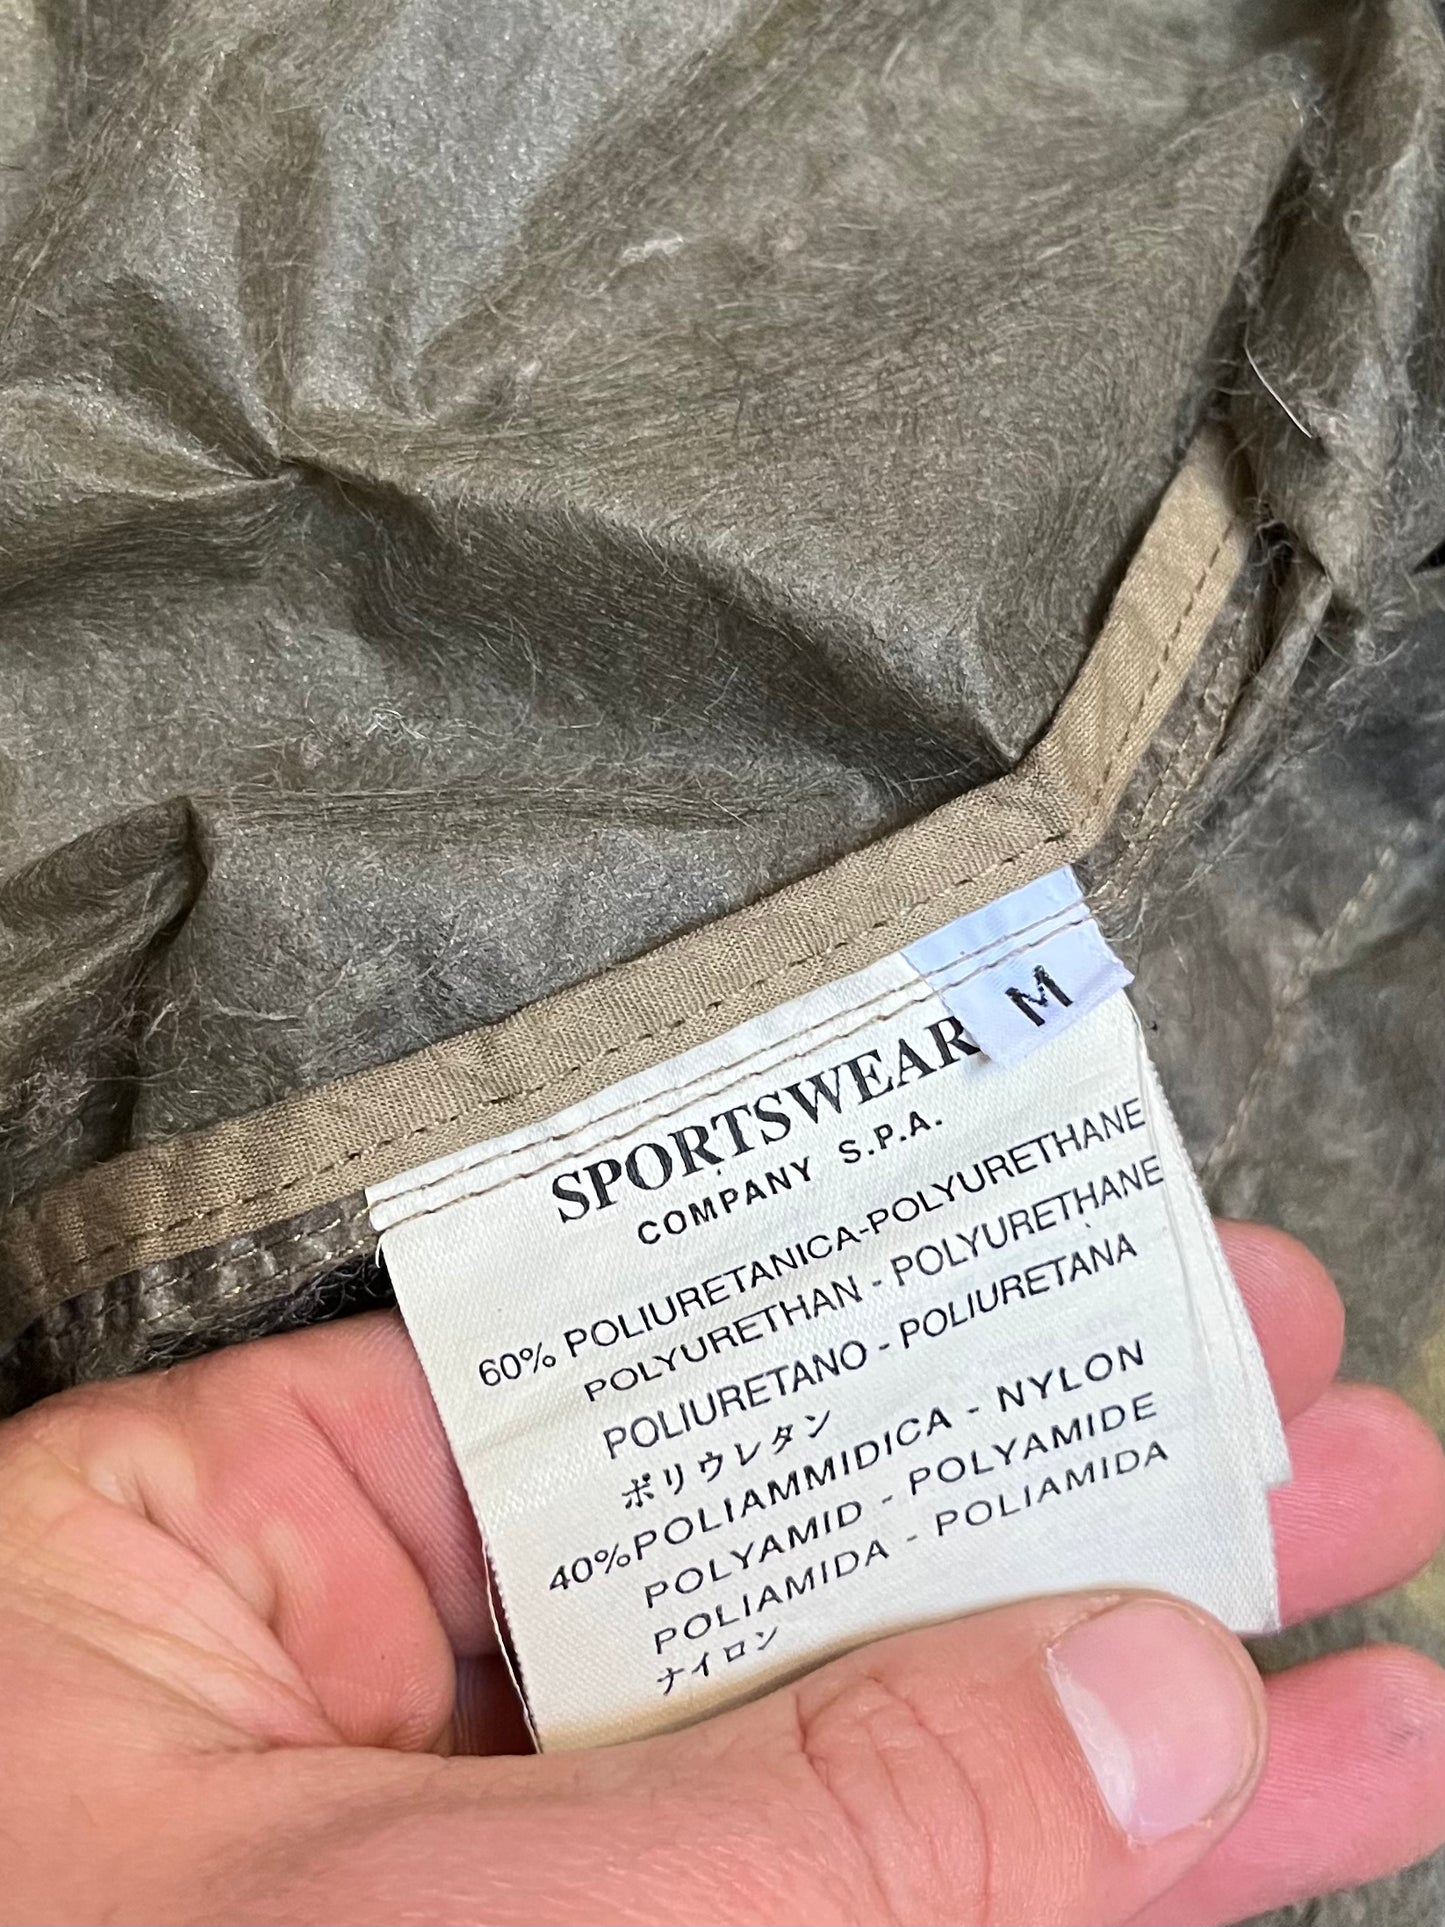 M
SPORTSWEAR
COMPANY S.P.A.
60% POLIURETANICA-POLYURETHANE
POLYURETHAN - POLYURETHANE
POLIURETANO - POLIURETANA
ポリウレタン
40%POLIAMMIDICA - NYLON
POLYAMID - POLYAMIDE
POLIAMIDA - POLIAMIDA
ナイロン